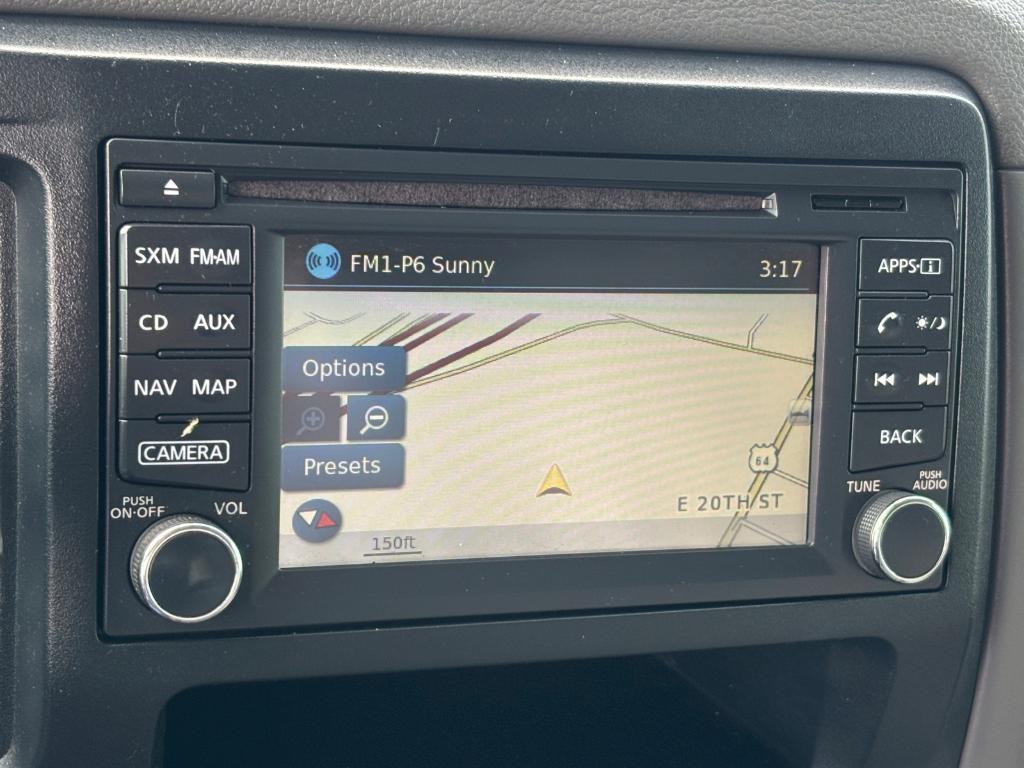 FM1-P6 Sunny
3:17
SXM FM·AM
CD AUX
NAV MAP
CAMERA
PUSH
ON·OFF
VOL
Options
Presets
150ft
64
E 20TH ST
APPS·i
BACK
TUNE
PUSH
AUDIO